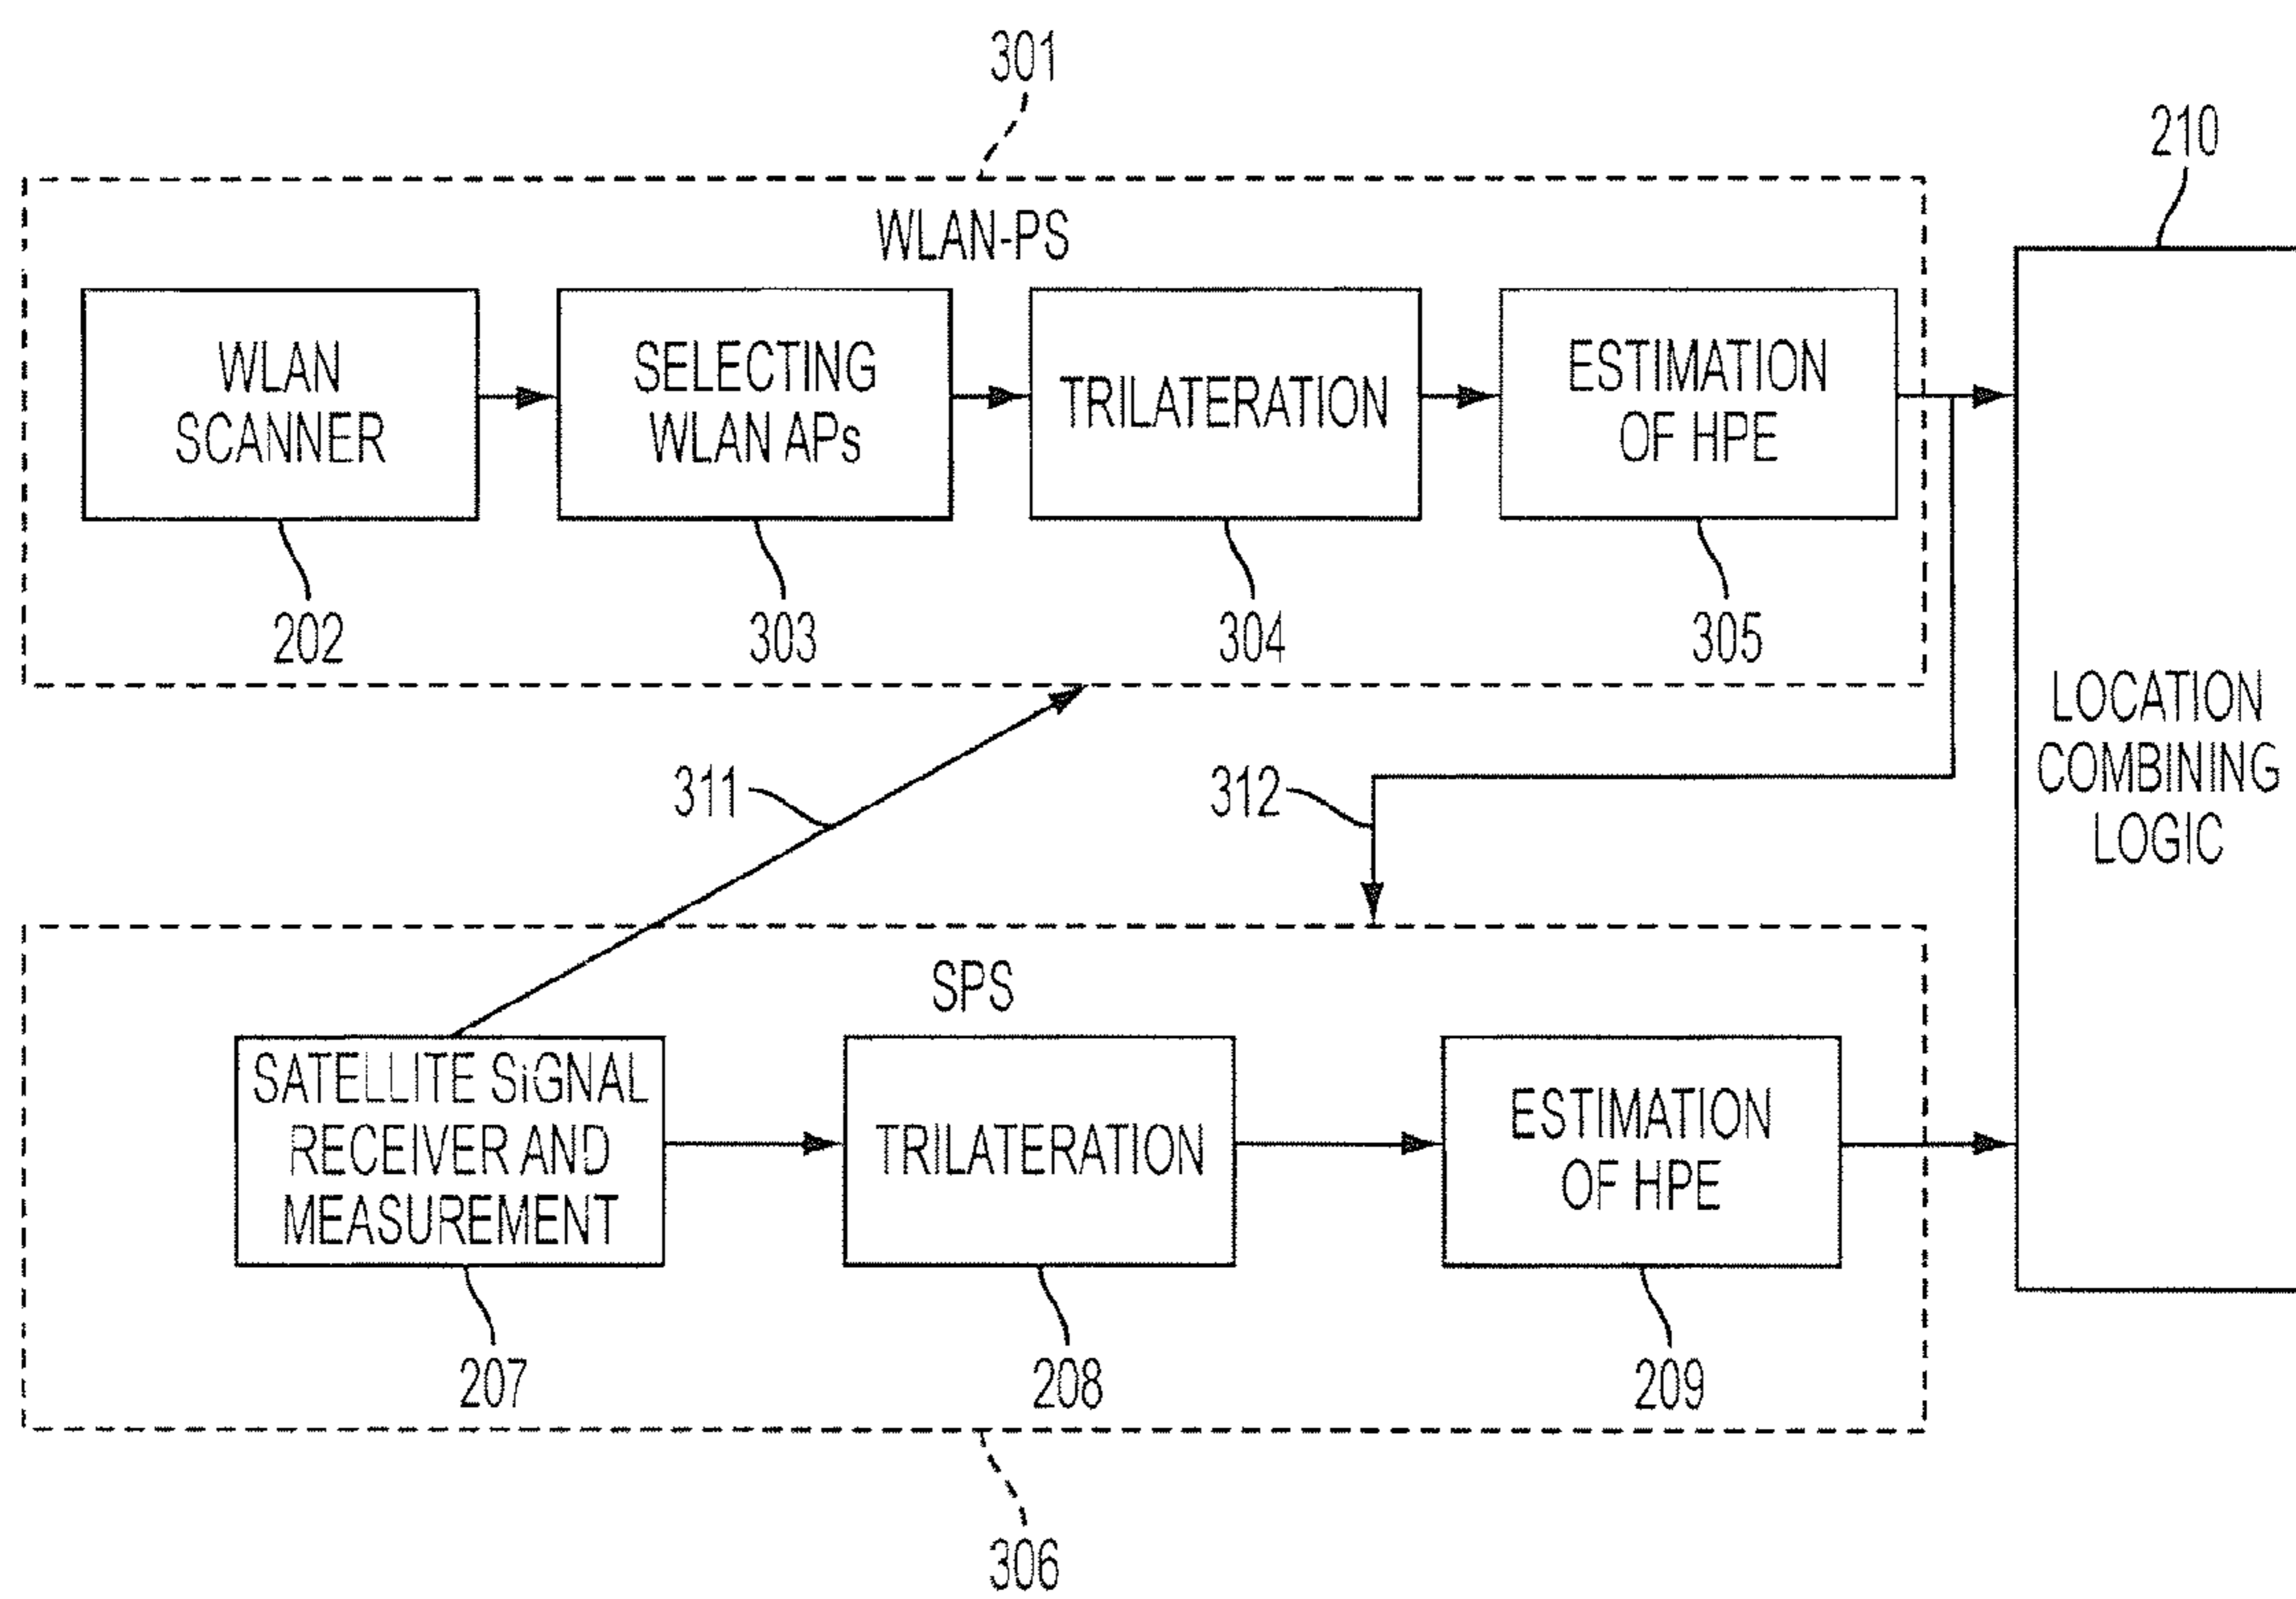 301
210
WLAN-PS
WLAN
SCANNER
SELECTING
WLAN APs
TRILATERATION
ESTIMATION
OF HPE
202
303
304
305
LOCATION
COMBINING
LOGIC
311
312
SPS
SATELLITE SiGNAL
RECEIVER AND
MEASUREMENT
TRILATERATION
ESTIMATION
OF HPE
207
208
209
306